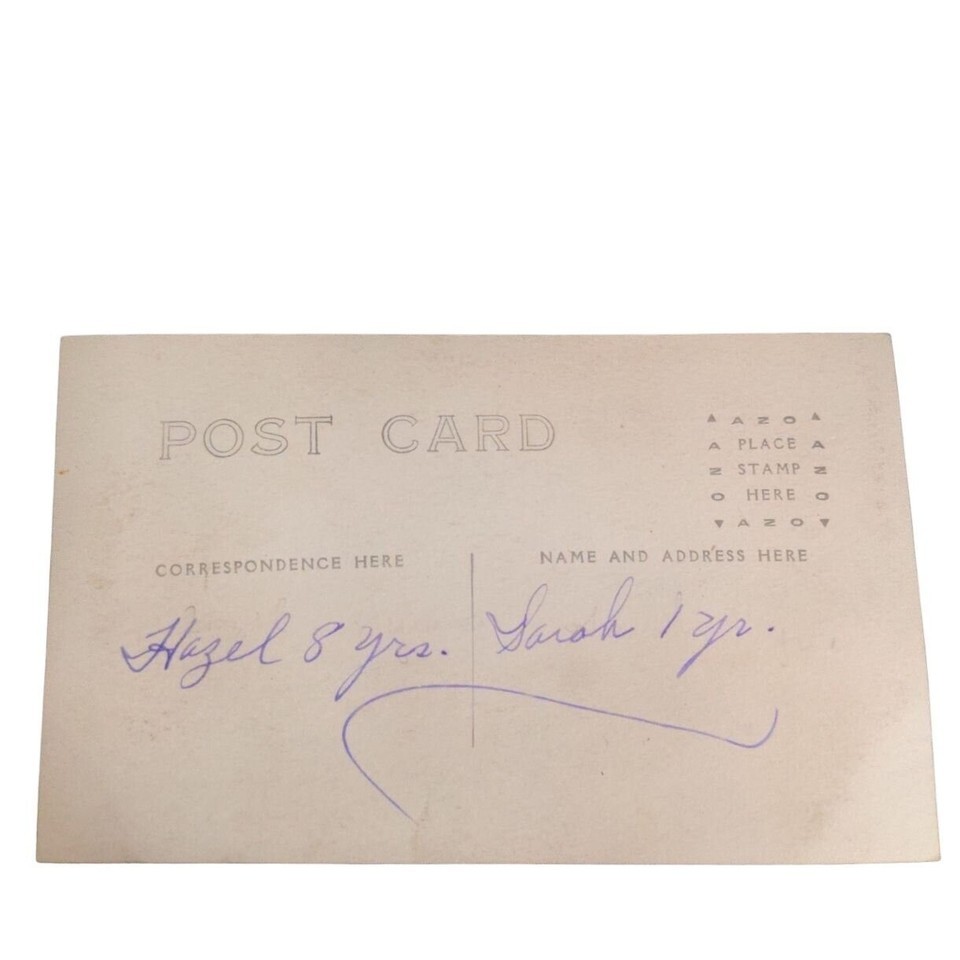 POST CARD
▲ AZO ▲
A PLACE A
Z STAMP Z
O HERE O
▼ AZO ▼
CORRESPONDENCE HERE
NAME AND ADDRESS HERE
Hazel 8 yrs. Sarah 1 yr.